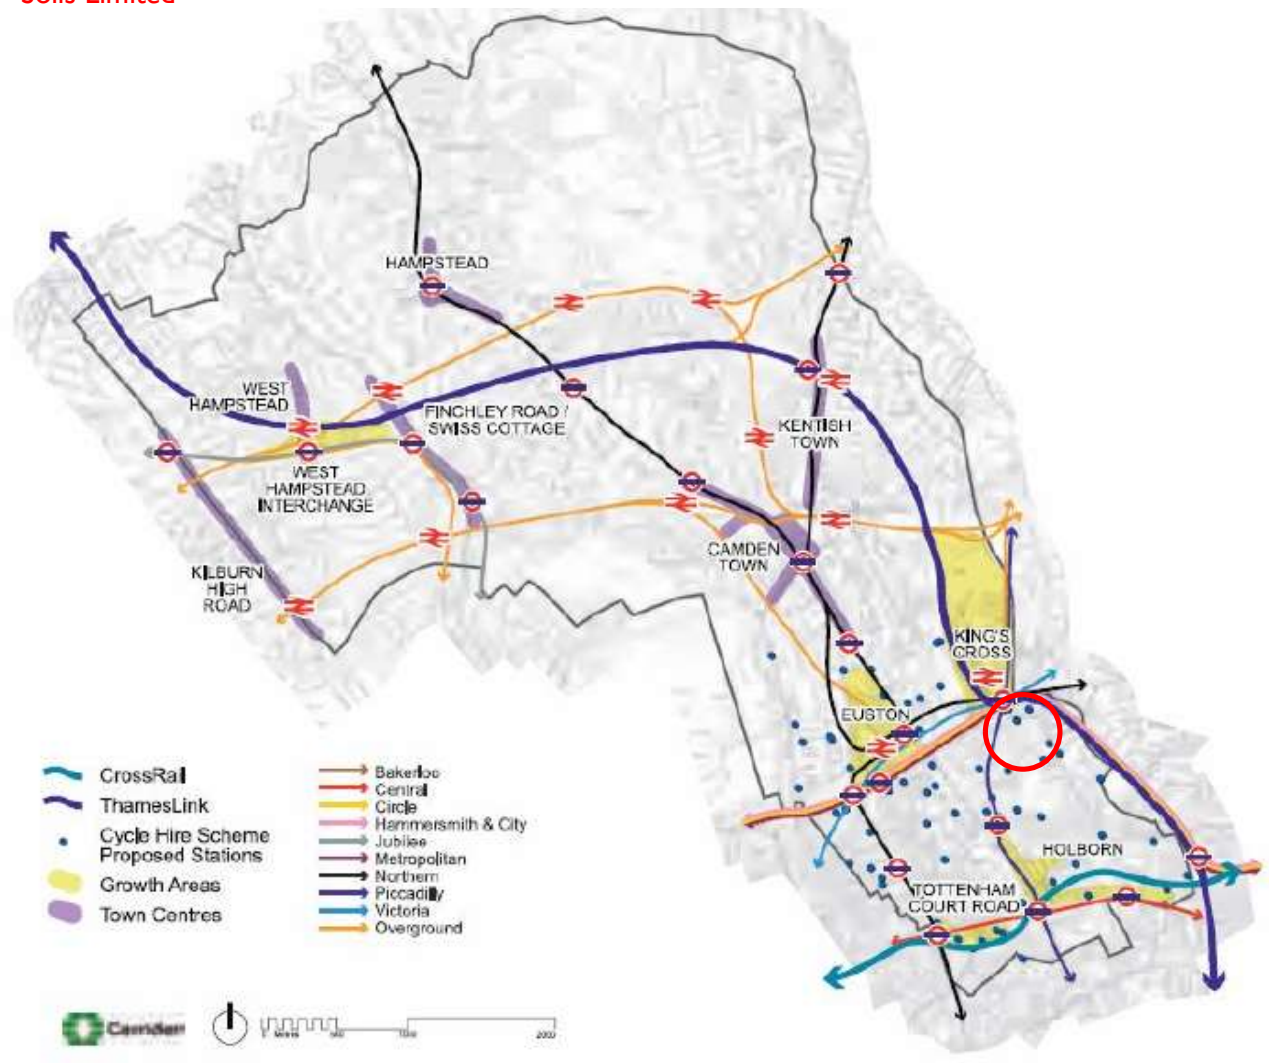 Soils Limited
HAMPSTEAD
WEST
HAMPSTEAD
FINCHLEY ROAD /
SWISS COTTAGE
KENTISH
TOWN
WEST
HAMPSTEAD
INTERCHANGE
CAMDEN
TOWN
KILBURN
HIGH
ROAD
KING'S
CROSS
EUSTON
HOLBORN
TOTTENHAM
COURT ROAD
CrossRail
ThamesLink
Cycle Hire Scheme
Proposed Stations
Growth Areas
Town Centres
Bakerloo
Central
Circle
Hammersmith & City
Jubilee
Metropolitan
Northern
Piccadilly
Victoria
Overground
Camden